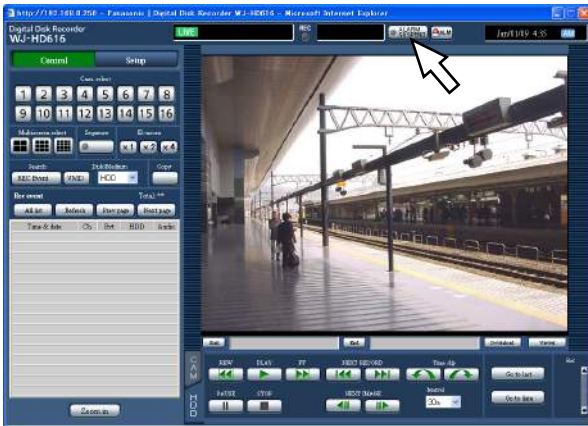 http://192.168.0.250 - Panasonic | Digital Disk Recorder WJ-HD616 - Microsoft Internet Explorer
Digital Disk Recorder
WJ-HD616
LIVE
REC
ALARM
ALM
Jan/01/09 4:35 AM
Control
Setup
Cam. select
1 2 3 4 5 6 7 8
9 10 11 12 13 14 15 16
Multiscreen select
Sequence
El-zoom
x1 x2 x4
Search
Disk/Medium
Copy
REC Event
VMD
HDD
Rec event
Total: **
All list
Refresh
Prev page
Next page
Time & date
Ch
Evt
HDD
Audio
Download
Viewer
CAM
HDD
REW
PLAY
FF
NEXT RECORD
Time slip
Go to last
PAUSE
STOP
NEXT IMAGE
Interval
30s
Go to date
Zoom in